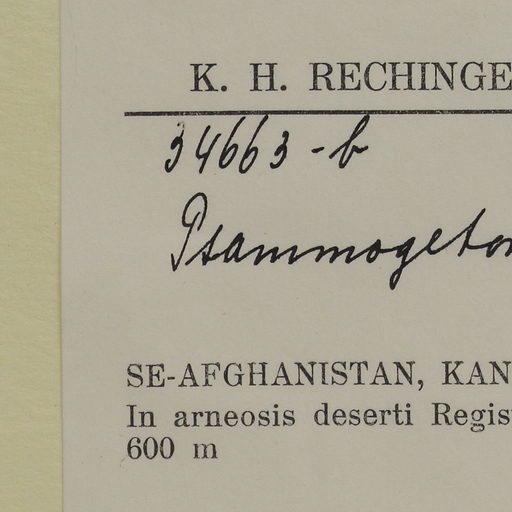 K. H. RECHINGE
34663 - b
Psammogeton
SE-AFGHANISTAN, KAN
In arneosis deserti Regis
600 m